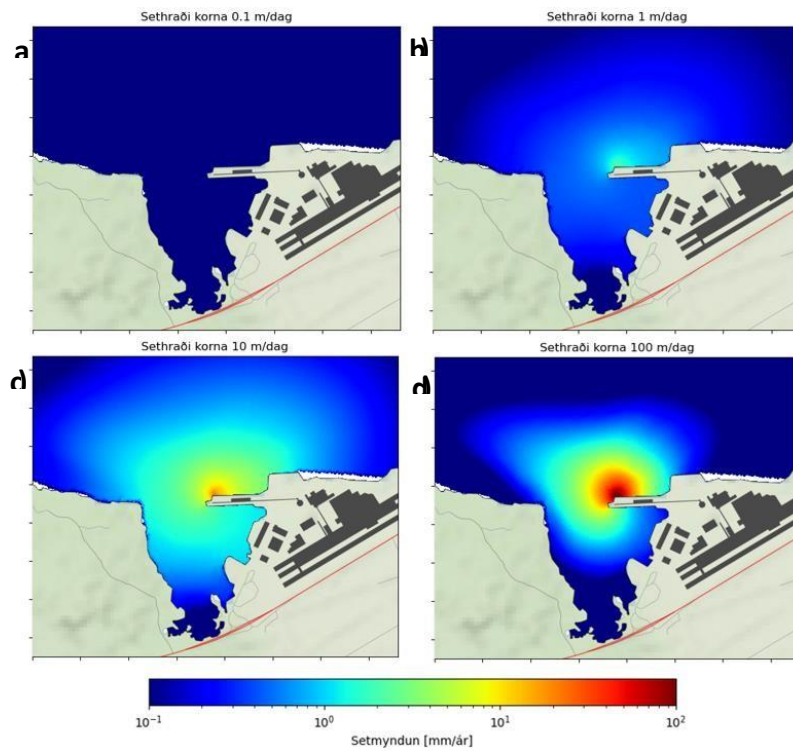 Sethraði korna 0.1 m/dag
Sethraði korna 1 m/dag
a
b)
Sethraði korna 10 m/dag
Sethraði korna 100 m/dag
c)
d)
10⁻¹
10⁰
10¹
10²
Setmyndun [mm/ár]